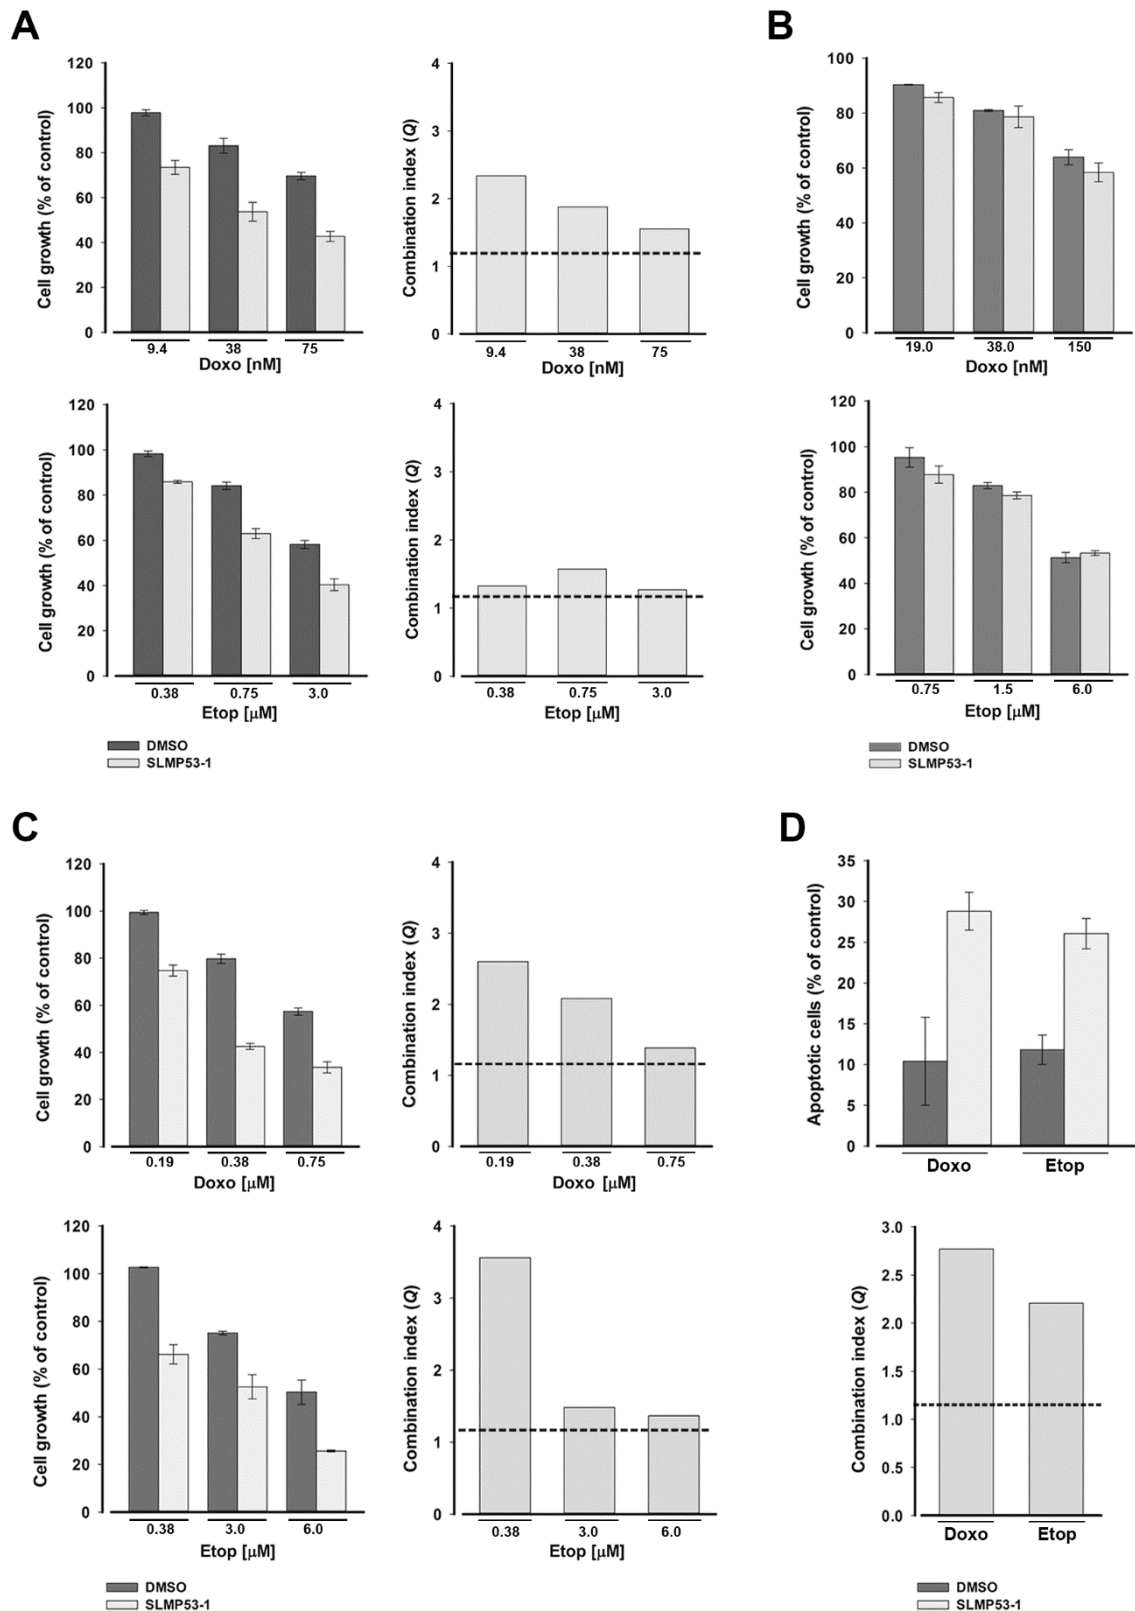 A
B
Cell growth (% of control)
120
100
80
60
40
20
0
9.4 38 75
Doxo [nM]
Combination index (Q)
4
3
2
1
0
9.4 38 75
Doxo [nM]
Cell growth (% of control)
100
80
60
40
20
0
19.0 38.0 150
Doxo [nM]
Cell growth (% of control)
120
100
80
60
40
20
0
0.38 0.75 3.0
Etop [μM]
Combination index (Q)
4
3
2
1
0
0.38 0.75 3.0
Etop [μM]
Cell growth (% of control)
120
100
80
60
40
20
0
0.75 1.5 6.0
Etop [μM]
DMSO
SLMP53-1
DMSO
SLMP53-1
C
D
Cell growth (% of control)
120
100
80
60
40
20
0
0.19 0.38 0.75
Doxo [μM]
Combination index (Q)
4
3
2
1
0
0.19 0.38 0.75
Doxo [μM]
Apoptotic cells (% of control)
35
30
25
20
15
10
5
0
Doxo Etop
Cell growth (% of control)
120
100
80
60
40
20
0
0.38 3.0 6.0
Etop [μM]
Combination index (Q)
4
3
2
1
0
0.38 3.0 6.0
Etop [μM]
Combination index (Q)
3.0
2.5
2.0
1.5
1.0
0.5
0.0
Doxo Etop
DMSO
SLMP53-1
DMSO
SLMP53-1